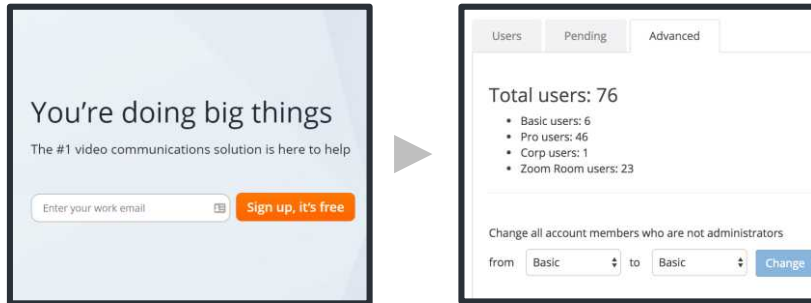 You're doing big things
The #1 video communications solution is here to help
Enter your work email
Sign up, it's free
Users
Pending
Advanced
Total users: 76
• Basic users: 6
• Pro users: 46
• Corp users: 1
• Zoom Room users: 23
Change all account members who are not administrators
from Basic to Basic Change